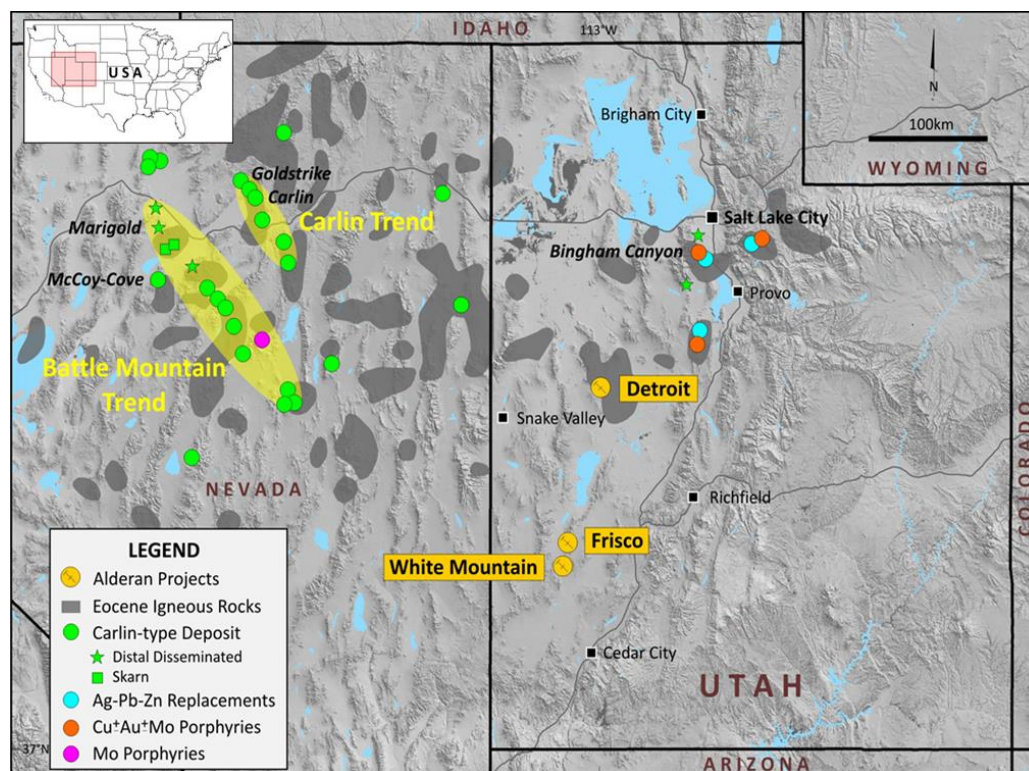 IDAHO
113°W
USA
N
100km
WYOMING
Brigham City
Goldstrike
Carlin
Carlin Trend
Salt Lake City
Marigold
Bingham Canyon
McCoy-Cove
Provo
Battle Mountain
Trend
Detroit
Snake Valley
COLORADO
NEVADA
Richfield
Frisco
White Mountain
LEGEND
Alderan Projects
Eocene Igneous Rocks
Carlin-type Deposit
Distal Disseminated
Skarn
Ag-Pb-Zn Replacements
Cu⁺Au±Mo Porphyries
Mo Porphyries
Cedar City
UTAH
37°N
ARIZONA